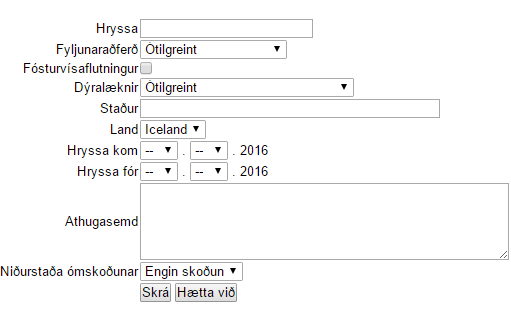 Hryssa
Fyljunaraðferð Ótilgreint
Fósturvísaflutningur
Dýralæknir Ótilgreint
Staður
Land Iceland
Hryssa kom -- . -- . 2016
Hryssa fór -- . -- . 2016
Athugasemd
Niðurstaða ómskoðunar Engin skoðun
Skrá Hætta við